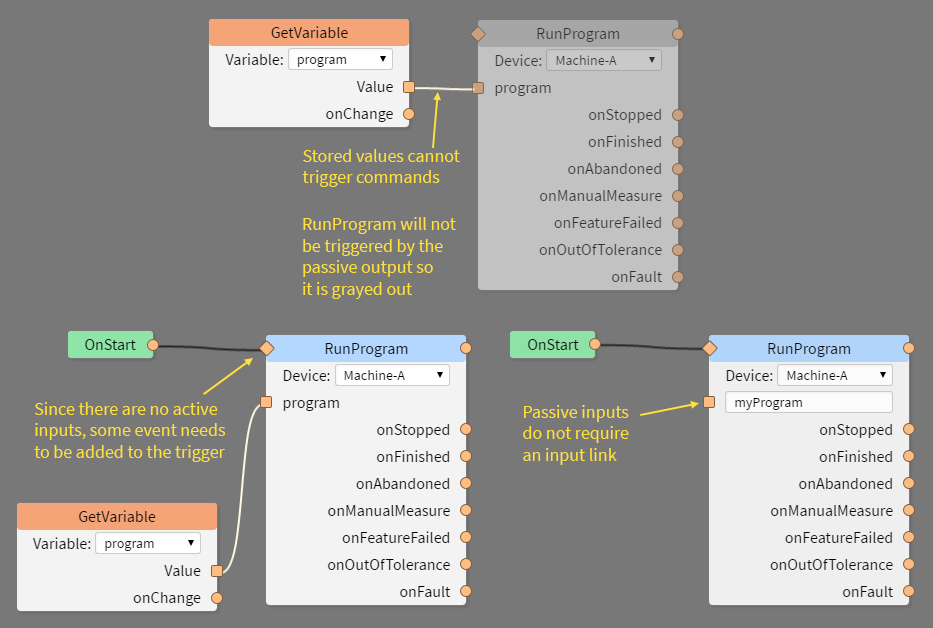 GetVariable
Variable: program
Value
onChange
RunProgram
Device: Machine-A
program
onStopped
onFinished
onAbandoned
onManualMeasure
onFeatureFailed
onOutOfTolerance
onFault
Stored values cannot
trigger commands
RunProgram will not
be triggered by the
passive output so
it is grayed out
OnStart
RunProgram
Device: Machine-A
program
onStopped
onFinished
onAbandoned
onManualMeasure
onFeatureFailed
onOutOfTolerance
onFault
Since there are no active
inputs, some event needs
to be added to the trigger
GetVariable
Variable: program
Value
onChange
OnStart
RunProgram
Device: Machine-A
myProgram
onStopped
onFinished
onAbandoned
onManualMeasure
onFeatureFailed
onOutOfTolerance
onFault
Passive inputs
do not require
an input link